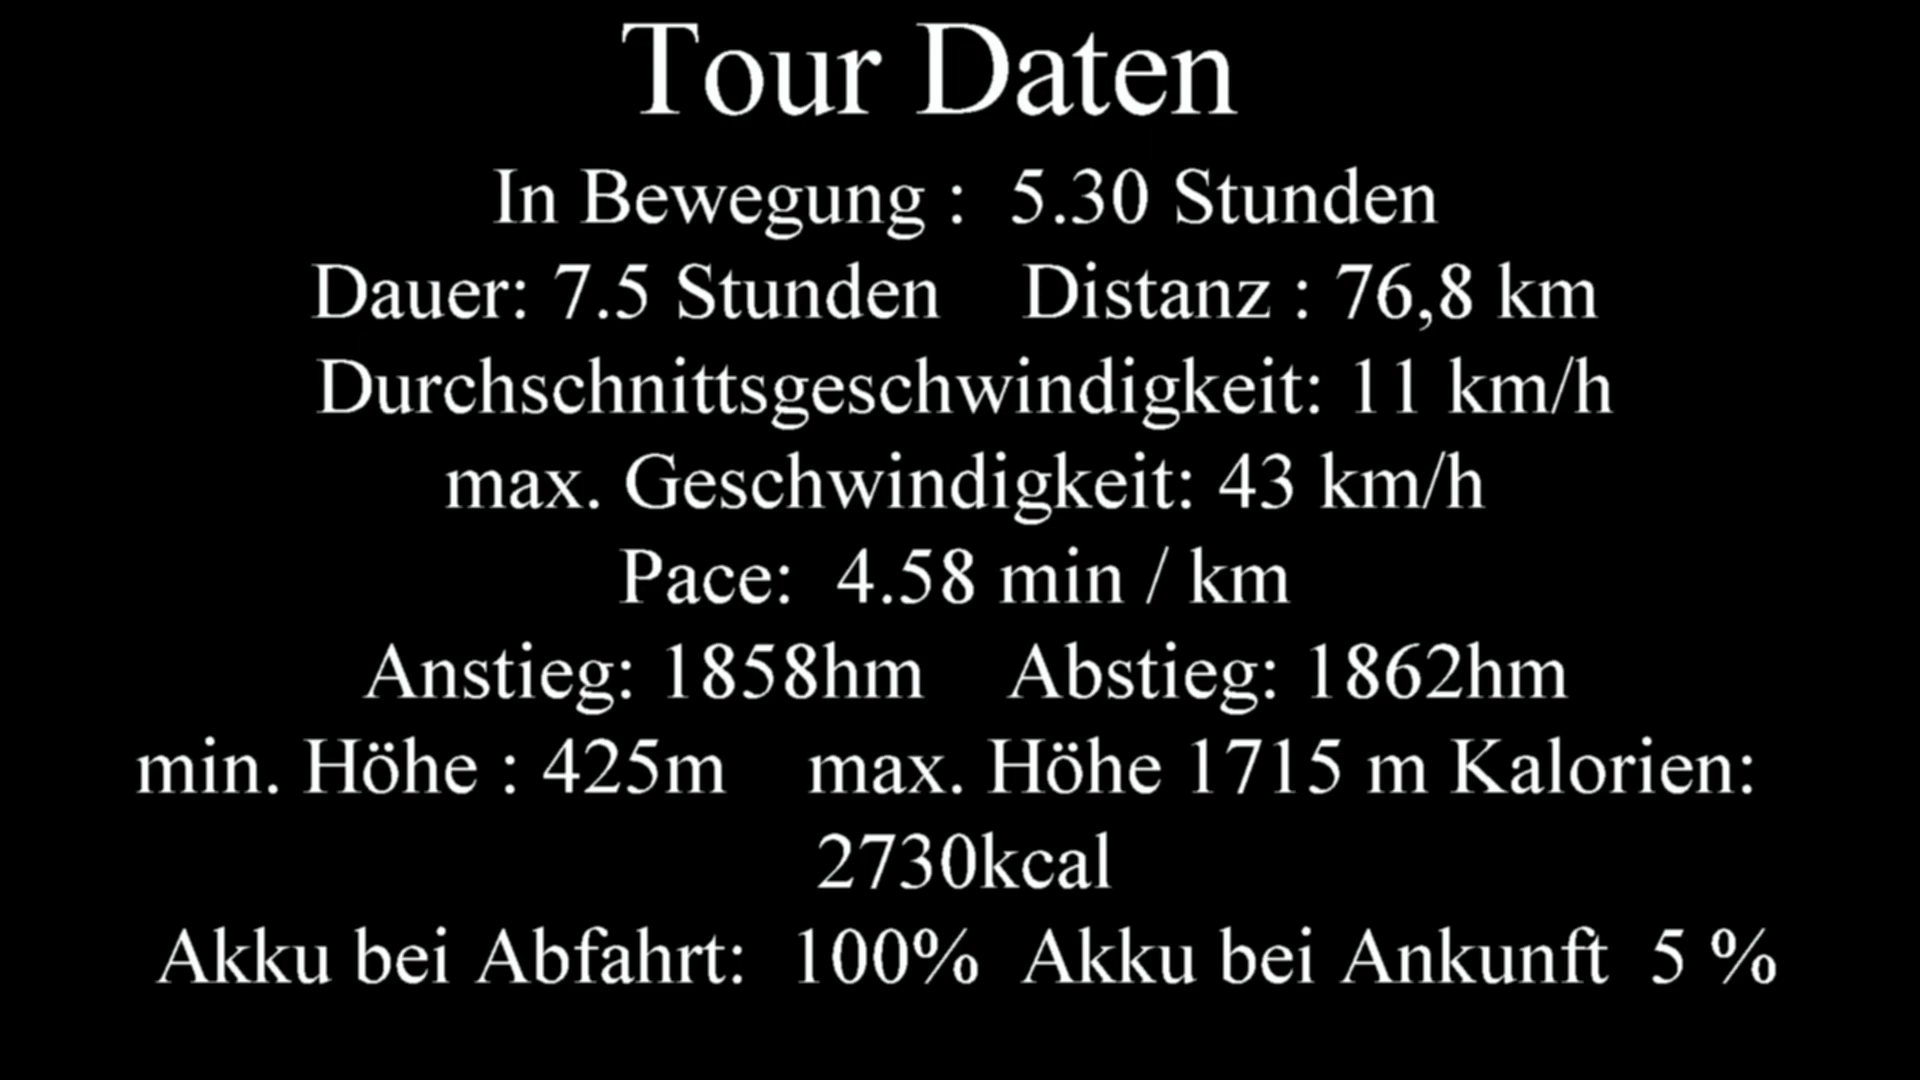 Tour Daten
In Bewegung :  5.30 Stunden
Dauer: 7.5 Stunden    Distanz : 76,8 km
Durchschnittsgeschwindigkeit: 11 km/h
max. Geschwindigkeit: 43 km/h
Pace:  4.58 min / km
Anstieg: 1858hm    Abstieg: 1862hm
min. Höhe : 425m    max. Höhe 1715 m Kalorien:
2730kcal
Akku bei Abfahrt:  100%  Akku bei Ankunft  5 %